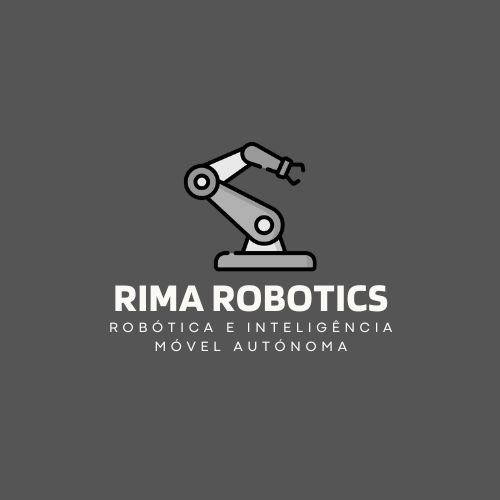 RIMA ROBOTICS
ROBÓTICA E INTELIGÊNCIA
MÓVEL AUTÓNOMA